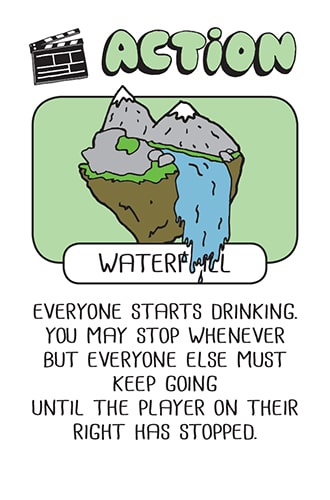 ACTION
WATERFALL
EVERYONE STARTS DRINKING.
YOU MAY STOP WHENEVER
BUT EVERYONE ELSE MUST
KEEP GOING
UNTIL THE PLAYER ON THEIR
RIGHT HAS STOPPED.